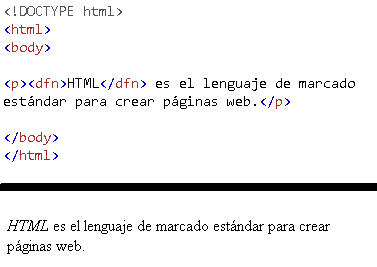 <!DOCTYPE html>
<html>
<body>
<p><dfn>HTML</dfn> es el lenguaje de marcado
estándar para crear páginas web.</p>
</body>
</html>
HTML es el lenguaje de marcado estándar para crear
páginas web.